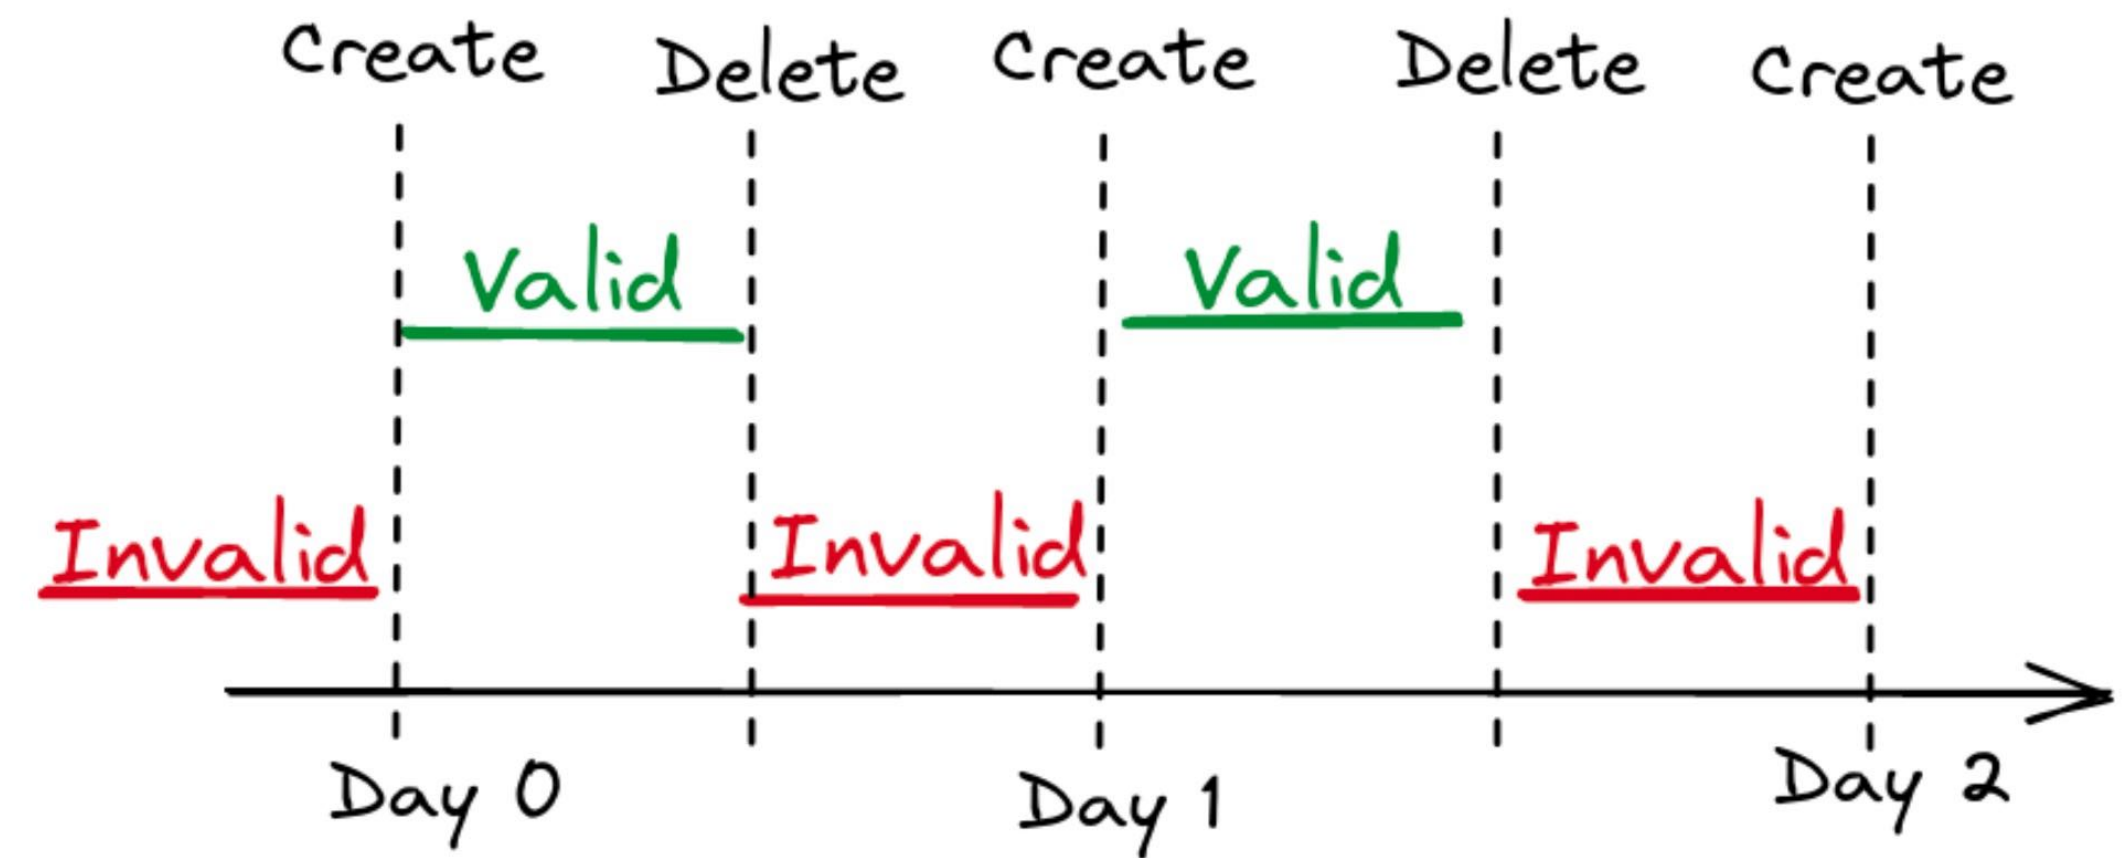 Create Delete Create Delete Create
Valid Valid
Invalid Invalid Invalid
Day 0 Day 1 Day 2